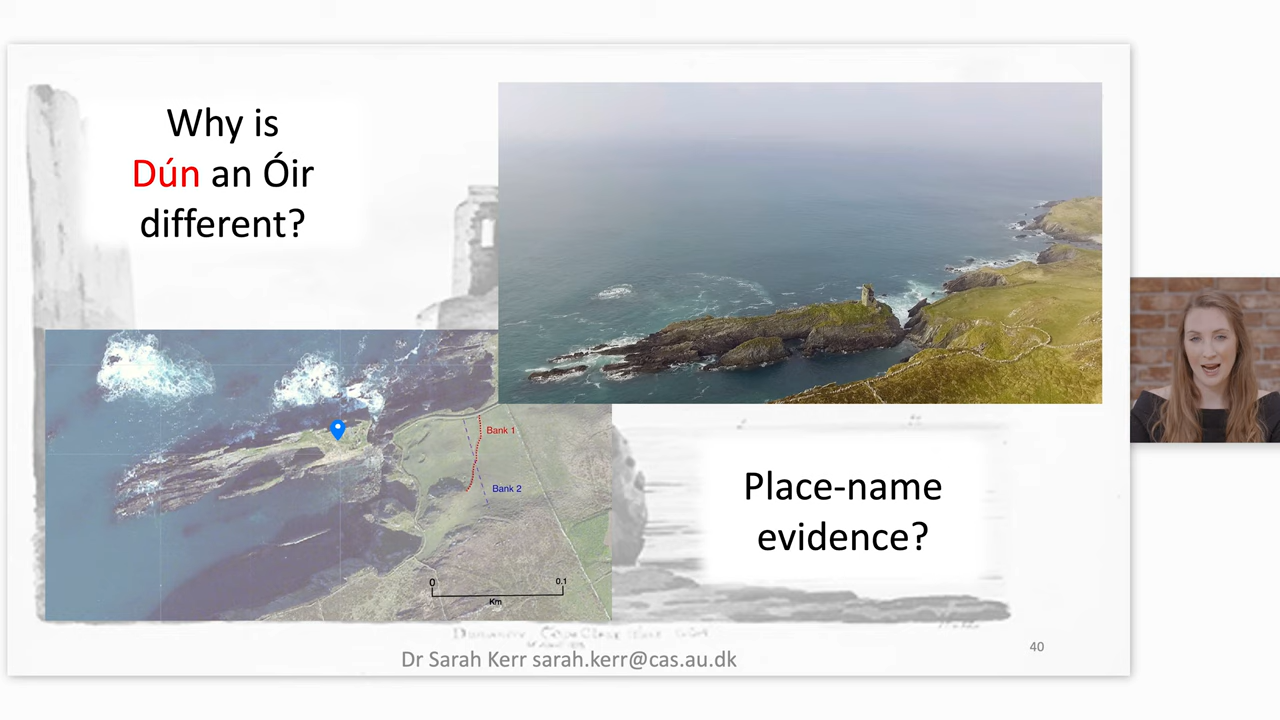 Why is
Dún an Óir
different?
Bank 1
Bank 2
0
0.1
Km
Place-name
evidence?
Dr Sarah Kerr sarah.kerr@cas.au.dk
40